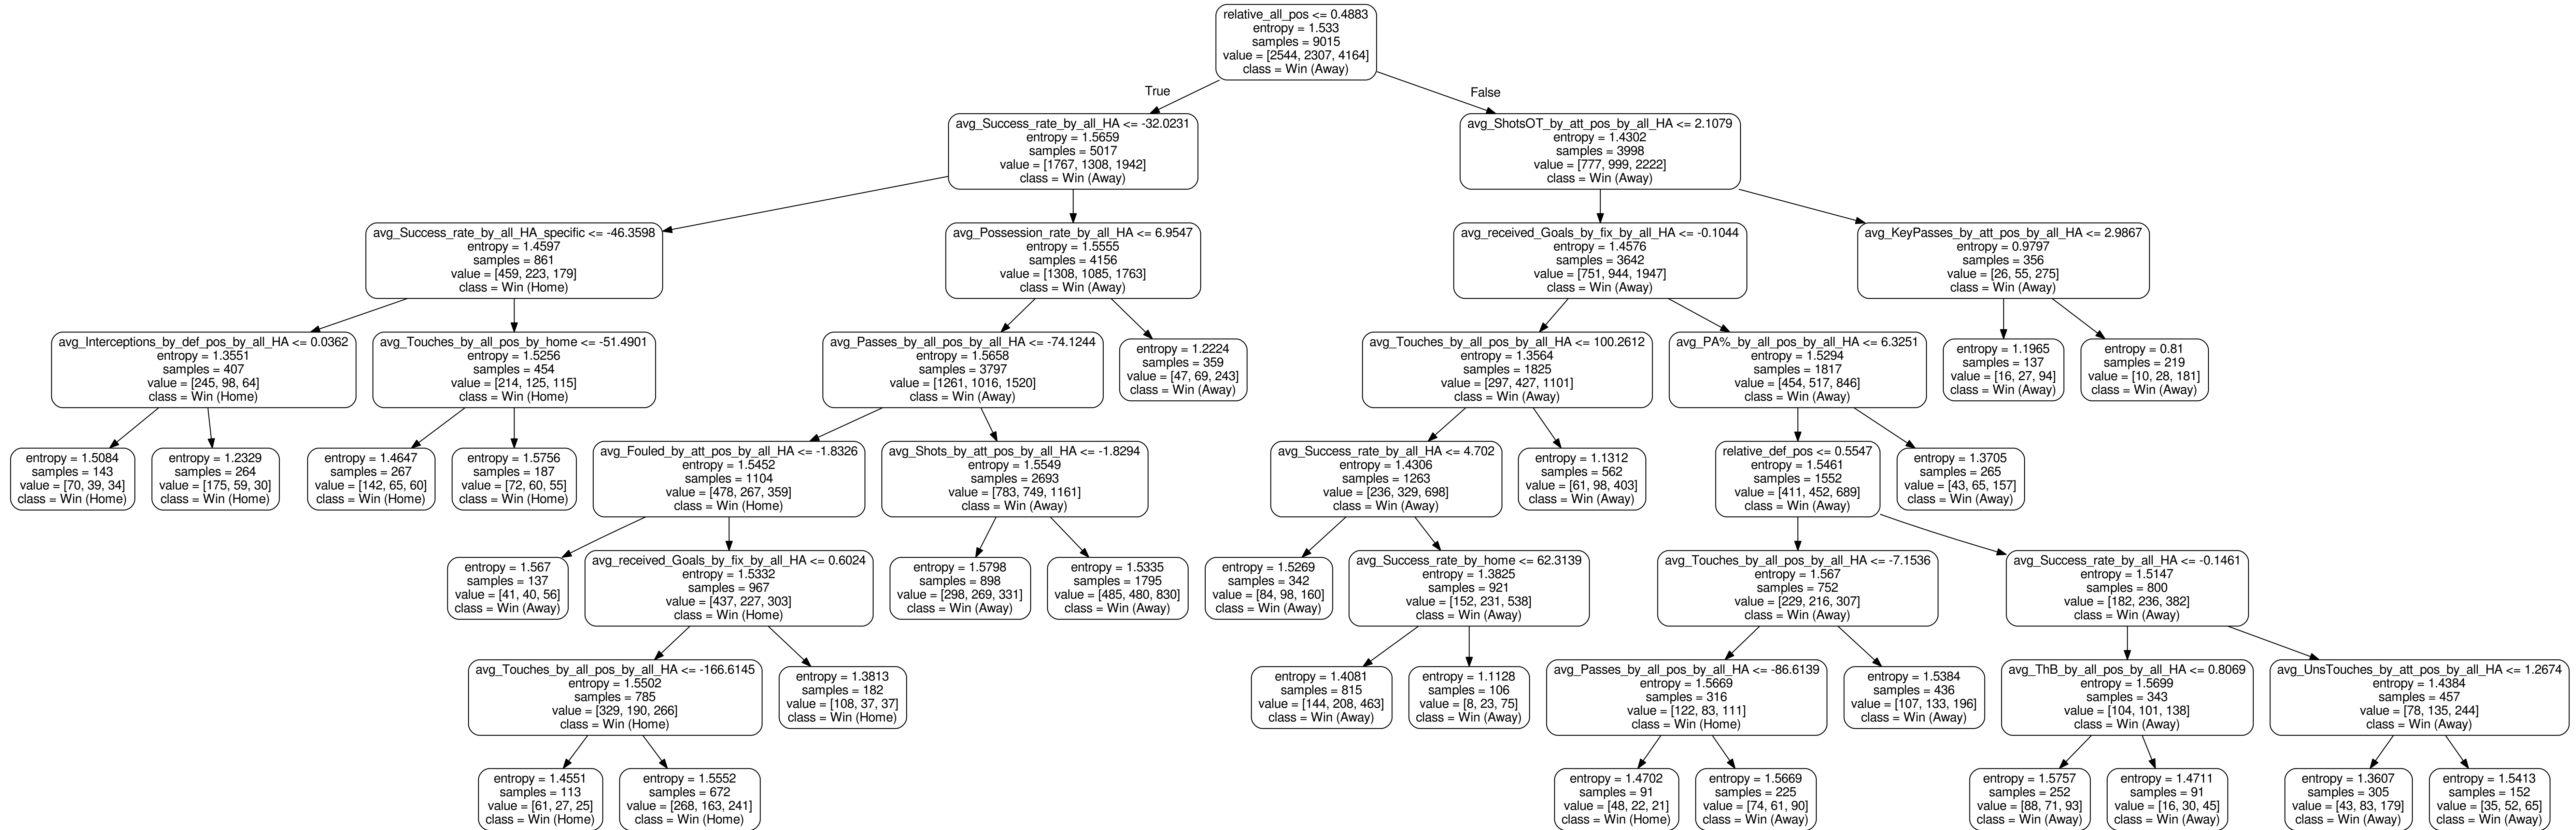 relative_all_pos <= 0.4883
entropy = 1.533
samples = 9015
value = [2544, 2307, 4164]
class = Win (Away)
True
False
avg_Success_rate_by_all_HA <= -32.0231
entropy = 1.5659
samples = 5017
value = [1767, 1308, 1942]
class = Win (Away)
avg_ShotsOT_by_att_pos_by_all_HA <= 2.1079
entropy = 1.4302
samples = 3998
value = [777, 999, 2222]
class = Win (Away)
avg_Success_rate_by_all_HA_specific <= -46.3598
entropy = 1.4597
samples = 861
value = [459, 223, 179]
class = Win (Home)
avg_Possession_rate_by_all_HA <= 6.9547
entropy = 1.5555
samples = 4156
value = [1308, 1085, 1763]
class = Win (Away)
avg_received_Goals_by_fix_by_all_HA <= -0.1044
entropy = 1.4576
samples = 3642
value = [751, 944, 1947]
class = Win (Away)
avg_KeyPasses_by_att_pos_by_all_HA <= 2.9867
entropy = 0.9797
samples = 356
value = [26, 55, 275]
class = Win (Away)
avg_Interceptions_by_def_pos_by_all_HA <= 0.0362
entropy = 1.3551
samples = 407
value = [245, 98, 64]
class = Win (Home)
avg_Touches_by_all_pos_by_home <= -51.4901
entropy = 1.5256
samples = 454
value = [214, 125, 115]
class = Win (Home)
avg_Passes_by_all_pos_by_all_HA <= -74.1244
entropy = 1.5658
samples = 3797
value = [1261, 1016, 1520]
class = Win (Away)
entropy = 1.2224
samples = 359
value = [47, 69, 243]
class = Win (Away)
avg_Touches_by_all_pos_by_all_HA <= 100.2612
entropy = 1.3564
samples = 1825
value = [297, 427, 1101]
class = Win (Away)
avg_PA%_by_all_pos_by_all_HA <= 6.3251
entropy = 1.5294
samples = 1817
value = [454, 517, 846]
class = Win (Away)
entropy = 1.1965
samples = 137
value = [16, 27, 94]
class = Win (Away)
entropy = 0.81
samples = 219
value = [10, 28, 181]
class = Win (Away)
entropy = 1.5084
samples = 143
value = [70, 39, 34]
class = Win (Home)
entropy = 1.2329
samples = 264
value = [175, 59, 30]
class = Win (Home)
entropy = 1.4647
samples = 267
value = [142, 65, 60]
class = Win (Home)
entropy = 1.5756
samples = 187
value = [72, 60, 55]
class = Win (Home)
avg_Fouled_by_att_pos_by_all_HA <= -1.8326
entropy = 1.5452
samples = 1104
value = [478, 267, 359]
class = Win (Home)
avg_Shots_by_att_pos_by_all_HA <= -1.8294
entropy = 1.5549
samples = 2693
value = [783, 749, 1161]
class = Win (Away)
avg_Success_rate_by_all_HA <= 4.702
entropy = 1.4306
samples = 1263
value = [236, 329, 698]
class = Win (Away)
entropy = 1.1312
samples = 562
value = [61, 98, 403]
class = Win (Away)
relative_def_pos <= 0.5547
entropy = 1.5461
samples = 1552
value = [411, 452, 689]
class = Win (Away)
entropy = 1.3705
samples = 265
value = [43, 65, 157]
class = Win (Away)
entropy = 1.567
samples = 137
value = [41, 40, 56]
class = Win (Away)
avg_received_Goals_by_fix_by_all_HA <= 0.6024
entropy = 1.5332
samples = 967
value = [437, 227, 303]
class = Win (Home)
entropy = 1.5798
samples = 898
value = [298, 269, 331]
class = Win (Away)
entropy = 1.5335
samples = 1795
value = [485, 480, 830]
class = Win (Away)
entropy = 1.5269
samples = 342
value = [84, 98, 160]
class = Win (Away)
avg_Success_rate_by_home <= 62.3139
entropy = 1.3825
samples = 921
value = [152, 231, 538]
class = Win (Away)
avg_Touches_by_all_pos_by_all_HA <= -7.1536
entropy = 1.567
samples = 752
value = [229, 216, 307]
class = Win (Away)
avg_Success_rate_by_all_HA <= -0.1461
entropy = 1.5147
samples = 800
value = [182, 236, 382]
class = Win (Away)
avg_Touches_by_all_pos_by_all_HA <= -166.6145
entropy = 1.5502
samples = 785
value = [329, 190, 266]
class = Win (Home)
entropy = 1.3813
samples = 182
value = [108, 37, 37]
class = Win (Home)
entropy = 1.4081
samples = 815
value = [144, 208, 463]
class = Win (Away)
entropy = 1.1128
samples = 106
value = [8, 23, 75]
class = Win (Away)
avg_Passes_by_all_pos_by_all_HA <= -86.6139
entropy = 1.5669
samples = 316
value = [122, 83, 111]
class = Win (Home)
entropy = 1.5384
samples = 436
value = [107, 133, 196]
class = Win (Away)
avg_ThB_by_all_pos_by_all_HA <= 0.8069
entropy = 1.5699
samples = 343
value = [104, 101, 138]
class = Win (Away)
avg_UnsTouches_by_att_pos_by_all_HA <= 1.2674
entropy = 1.4384
samples = 457
value = [78, 135, 244]
class = Win (Away)
entropy = 1.4551
samples = 113
value = [61, 27, 25]
class = Win (Home)
entropy = 1.5552
samples = 672
value = [268, 163, 241]
class = Win (Home)
entropy = 1.4702
samples = 91
value = [48, 22, 21]
class = Win (Home)
entropy = 1.5669
samples = 225
value = [74, 61, 90]
class = Win (Away)
entropy = 1.5757
samples = 252
value = [88, 71, 93]
class = Win (Away)
entropy = 1.4711
samples = 91
value = [16, 30, 45]
class = Win (Away)
entropy = 1.3607
samples = 305
value = [43, 83, 179]
class = Win (Away)
entropy = 1.5413
samples = 152
value = [35, 52, 65]
class = Win (Away)